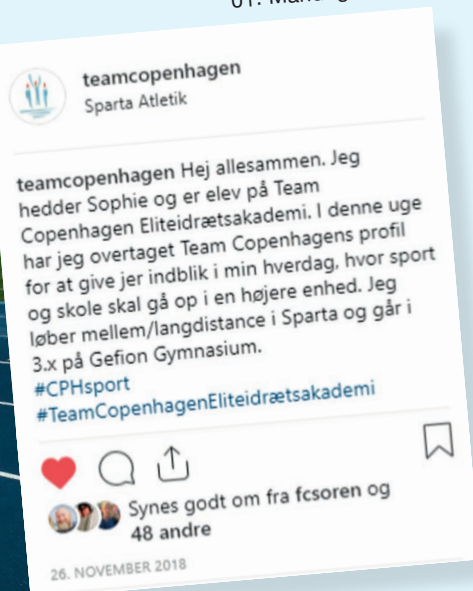 teamcopenhagen
Sparta Atletik
teamcopenhagen Hej allesammen. Jeg
hedder Sophie og er elev på Team
Copenhagen Eliteidrætsakademi. I denne uge
har jeg overtaget Team Copenhagens profil
for at give jer indblik i min hverdag, hvor sport
og skole skal gå op i en højere enhed. Jeg
løber mellem/langdistance i Sparta og går i
3.x på Gefion Gymnasium.
#CPHsport
#TeamCopenhagenEliteidrætsakademi
Synes godt om fra fcsoren og
48 andre
26. NOVEMBER 2018